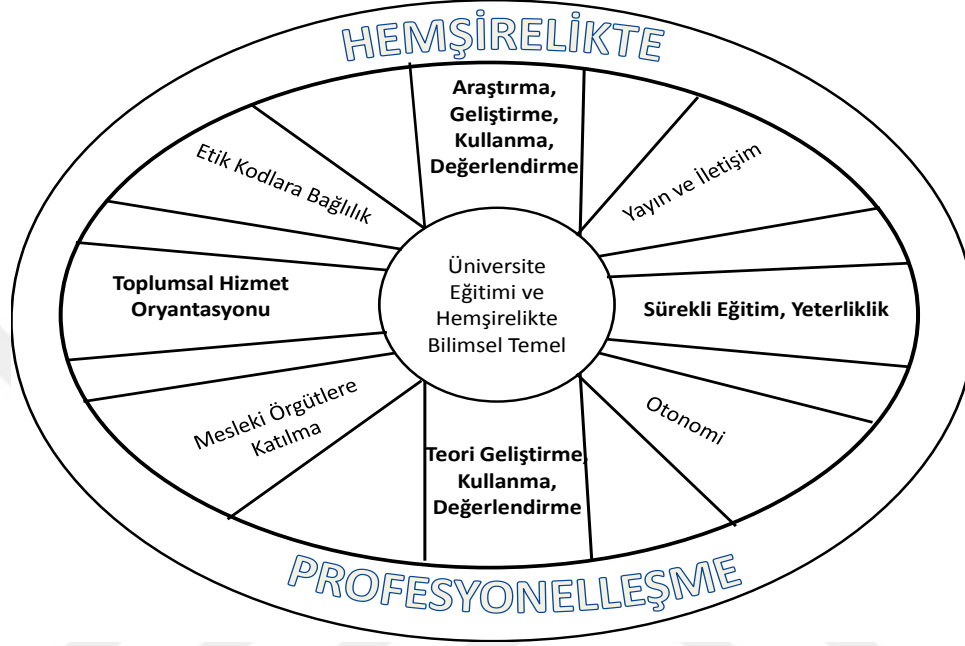 HEMŞİRELİKTE
Araştırma,
Geliştirme,
Kullanma,
Değerlendirme
Etik Kodlara Bağlılık
Yayın ve İletişim
Toplumsal Hizmet
Oryantasyonu
Üniversite
Eğitimi ve
Hemşirelikte
Bilimsel Temel
Sürekli Eğitim, Yeterliklik
Mesleki Örgütlere
Katılma
Teori Geliştirme,
Kullanma,
Değerlendirme
Otonomi
PROFESYONELLEŞME